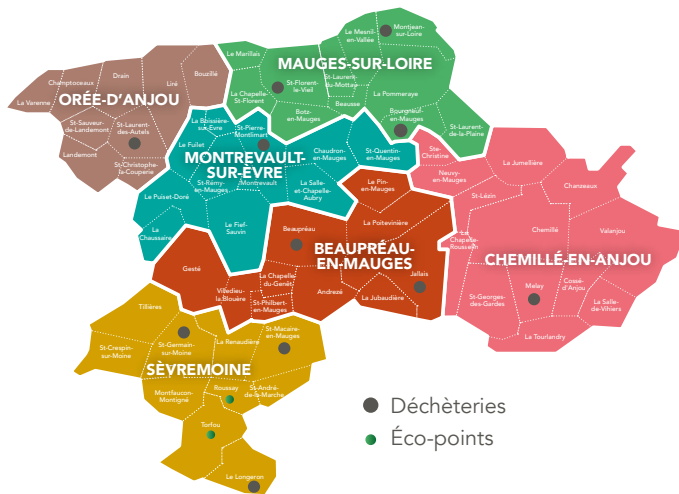 Le Mesnil-
en-Vallée
Montjean-
sur-Loire
Le Marillais
MAUGES-SUR-LOIRE
St-Florent-
le-Vieil
St-Laurent-
du-Mottay
La Pommeraye
La Chapelle-
St-Florent
Beausse
Botz-
en-Mauges
Bourgneuf-
en-Mauges
St-Laurent-
de-la-Plaine
Bouzillé
Drain
Liré
Champtoceaux
La Varenne
ORÉE-D'ANJOU
St-Sauveur-
de-Landemont
St-Laurent-
des-Autels
Landemont
St-Christophe-
la-Couperie
La Boissière-
sur-Èvre
St-Pierre-
Montlimart
Le Fuilet
MONTREVAULT-
SUR-ÈVRE
Chaudron-
en-Mauges
St-Quentin-
en-Mauges
St-Rémy-
en-Mauges
Montrevault
La Salle-
et-Chapelle-
Aubry
Le Puiset-Doré
La
Chaussaire
Le Fief-
Sauvin
Ste-
Christine
Neuvy-
en-Mauges
La Jumellière
St-Lézin
Chanzeaux
La
Chapelle-
Rousselin
Chemillé
Valanjou
CHEMILLÉ-EN-ANJOU
St-Georges-
des-Gardes
Melay
Cossé-
d'Anjou
La Salle-
de-Vihiers
La Tourlandry
Le Pin-
en-Mauges
La Poitevinière
Beaupréau
BEAUPRÉAU-
EN-MAUGES
Jallais
Gesté
La Chapelle-
du-Genêt
Villedieu-
la-Blouère
St-Philbert-
en-Mauges
Andrezé
La Jubaudière
Tillières
St-Macaire-
en-Mauges
St-Crespin-
sur-Moine
St-Germain-
sur-Moine
La Renaudière
SÈVREMOINE
Montfaucon-
Montigné
Roussay
St-André-
de-la-Marche
Torfou
Le Longeron
Déchèteries
Éco-points